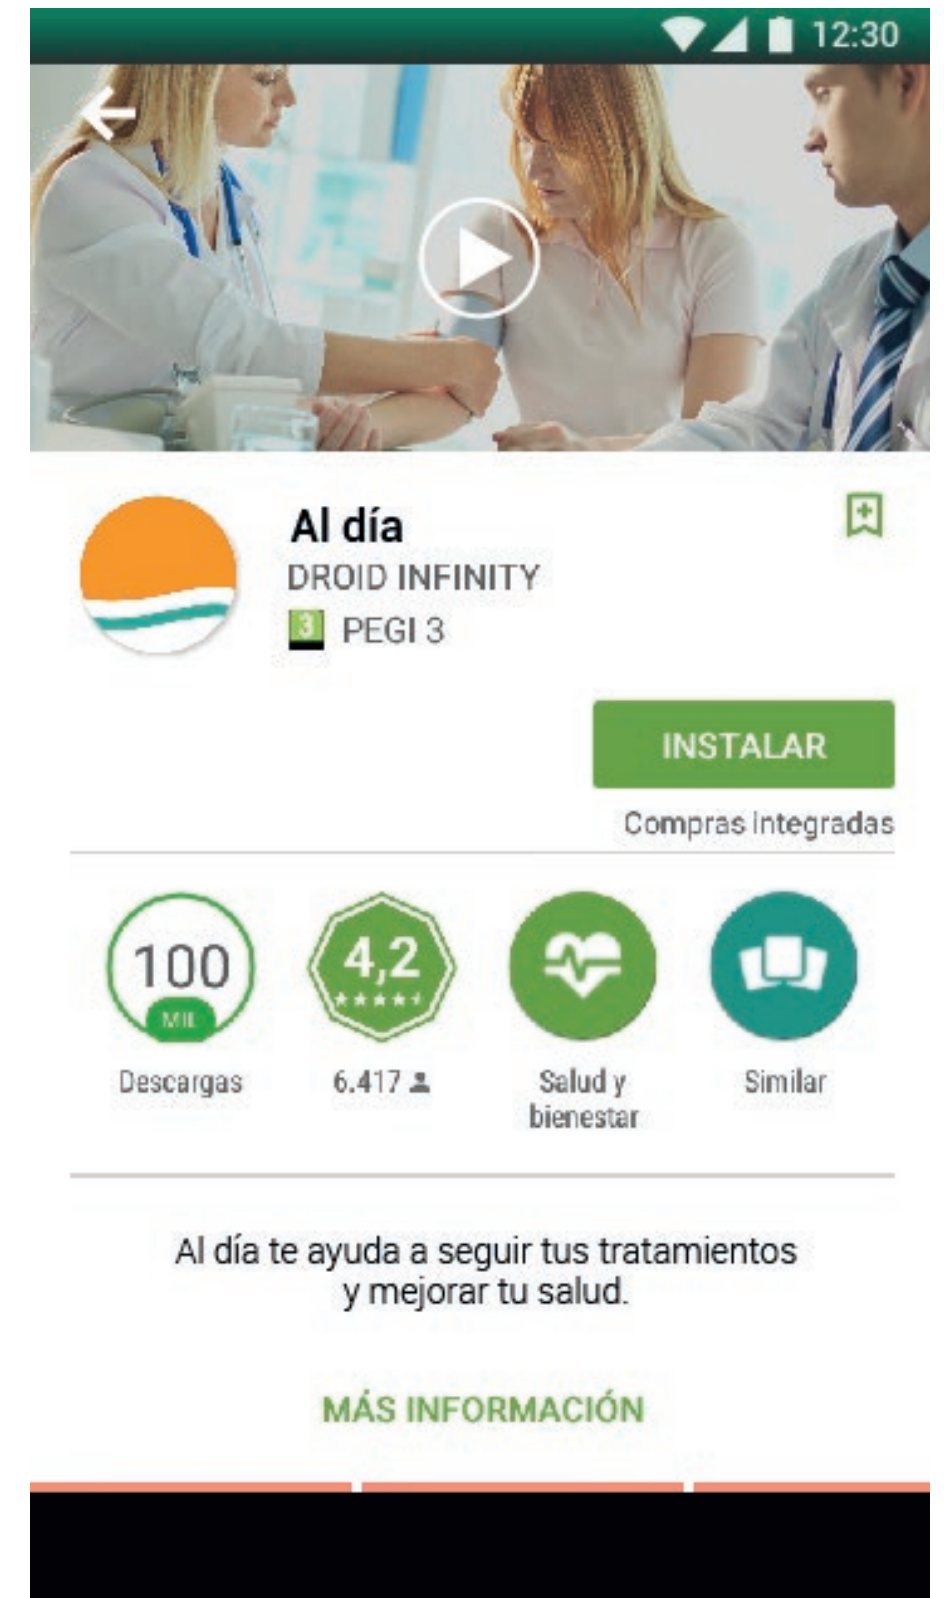 12:30
Al día
DROID INFINITY
3 PEGI 3
INSTALAR
Compras integradas
100
MIL
4,2
Descargas
6.417
Salud y
bienestar
Similar
Al día te ayuda a seguir tus tratamientos
y mejorar tu salud.
MÁS INFORMACIÓN